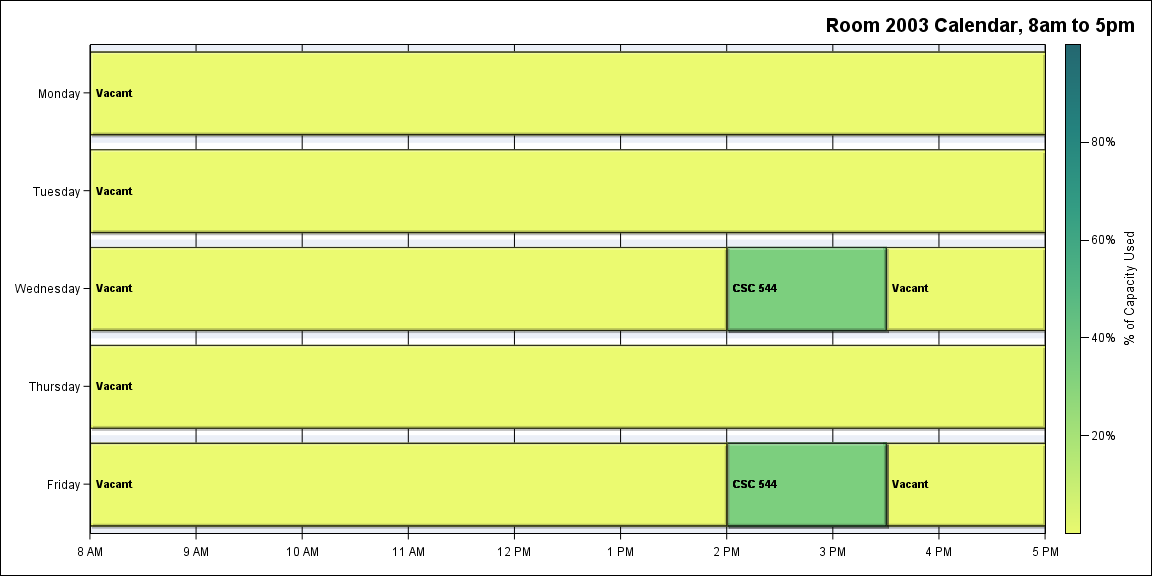 Room 2003 Calendar, 8am to 5pm
Monday
Vacant
Tuesday
Vacant
Wednesday
Vacant
CSC 544
Vacant
Thursday
Vacant
Friday
Vacant
CSC 544
Vacant
8 AM
9 AM
10 AM
11 AM
12 PM
1 PM
2 PM
3 PM
4 PM
5 PM
80%
60%
40%
20%
% of Capacity Used